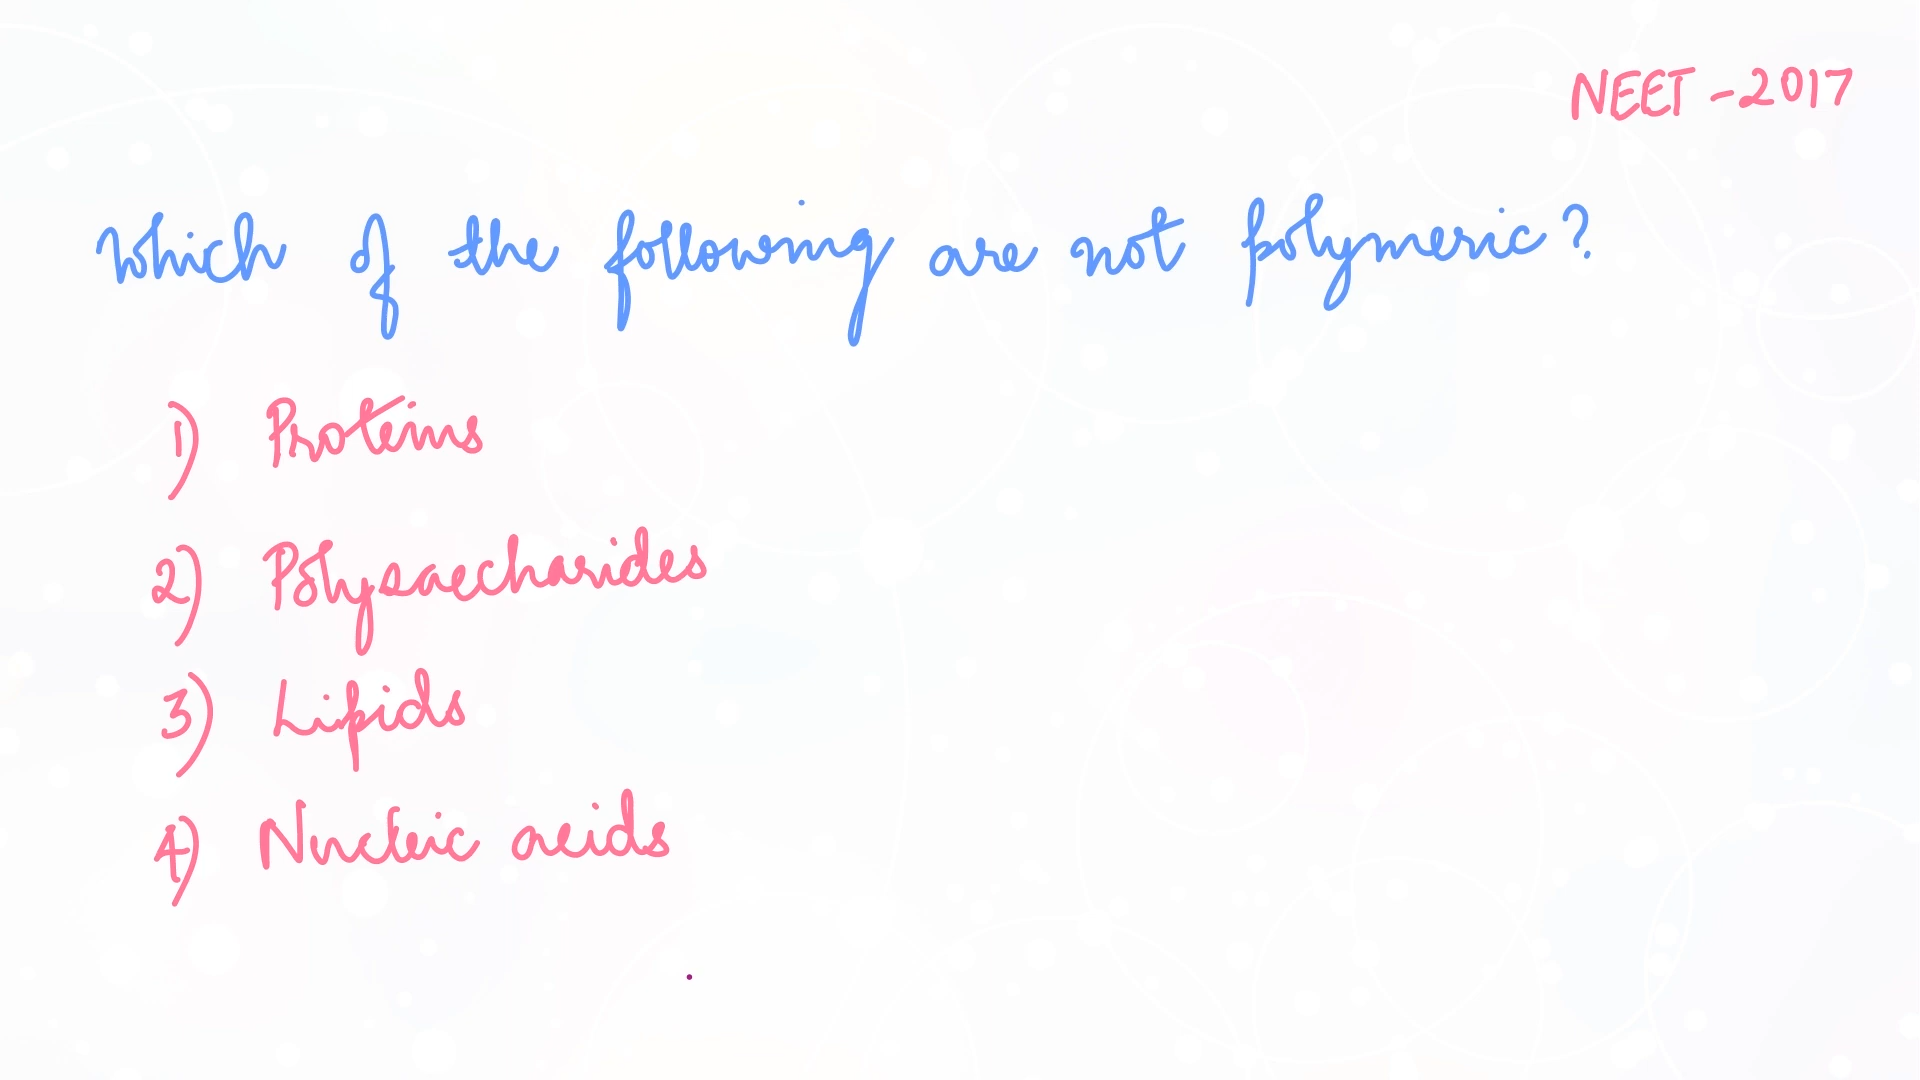 NEET - 2017
Which of the following are not polymeric?
1) Proteins
2) Polysaccharides
3) Lipids
4) Nucleic acids